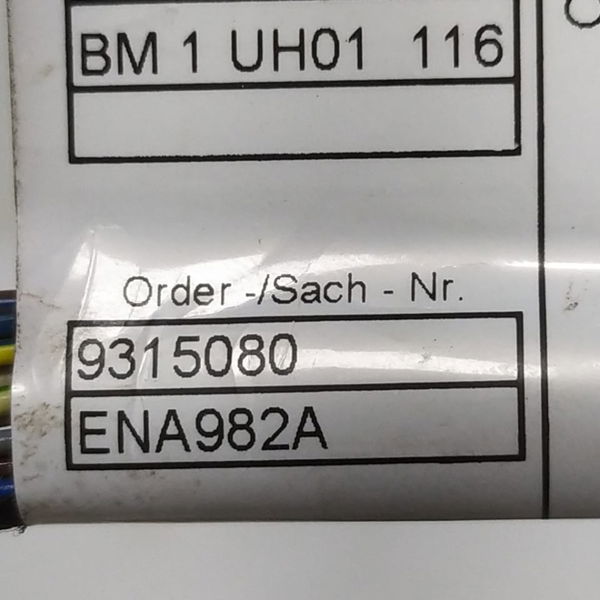 BM 1 UH01 116
Order -/Sach - Nr.
9315080
ENA982A